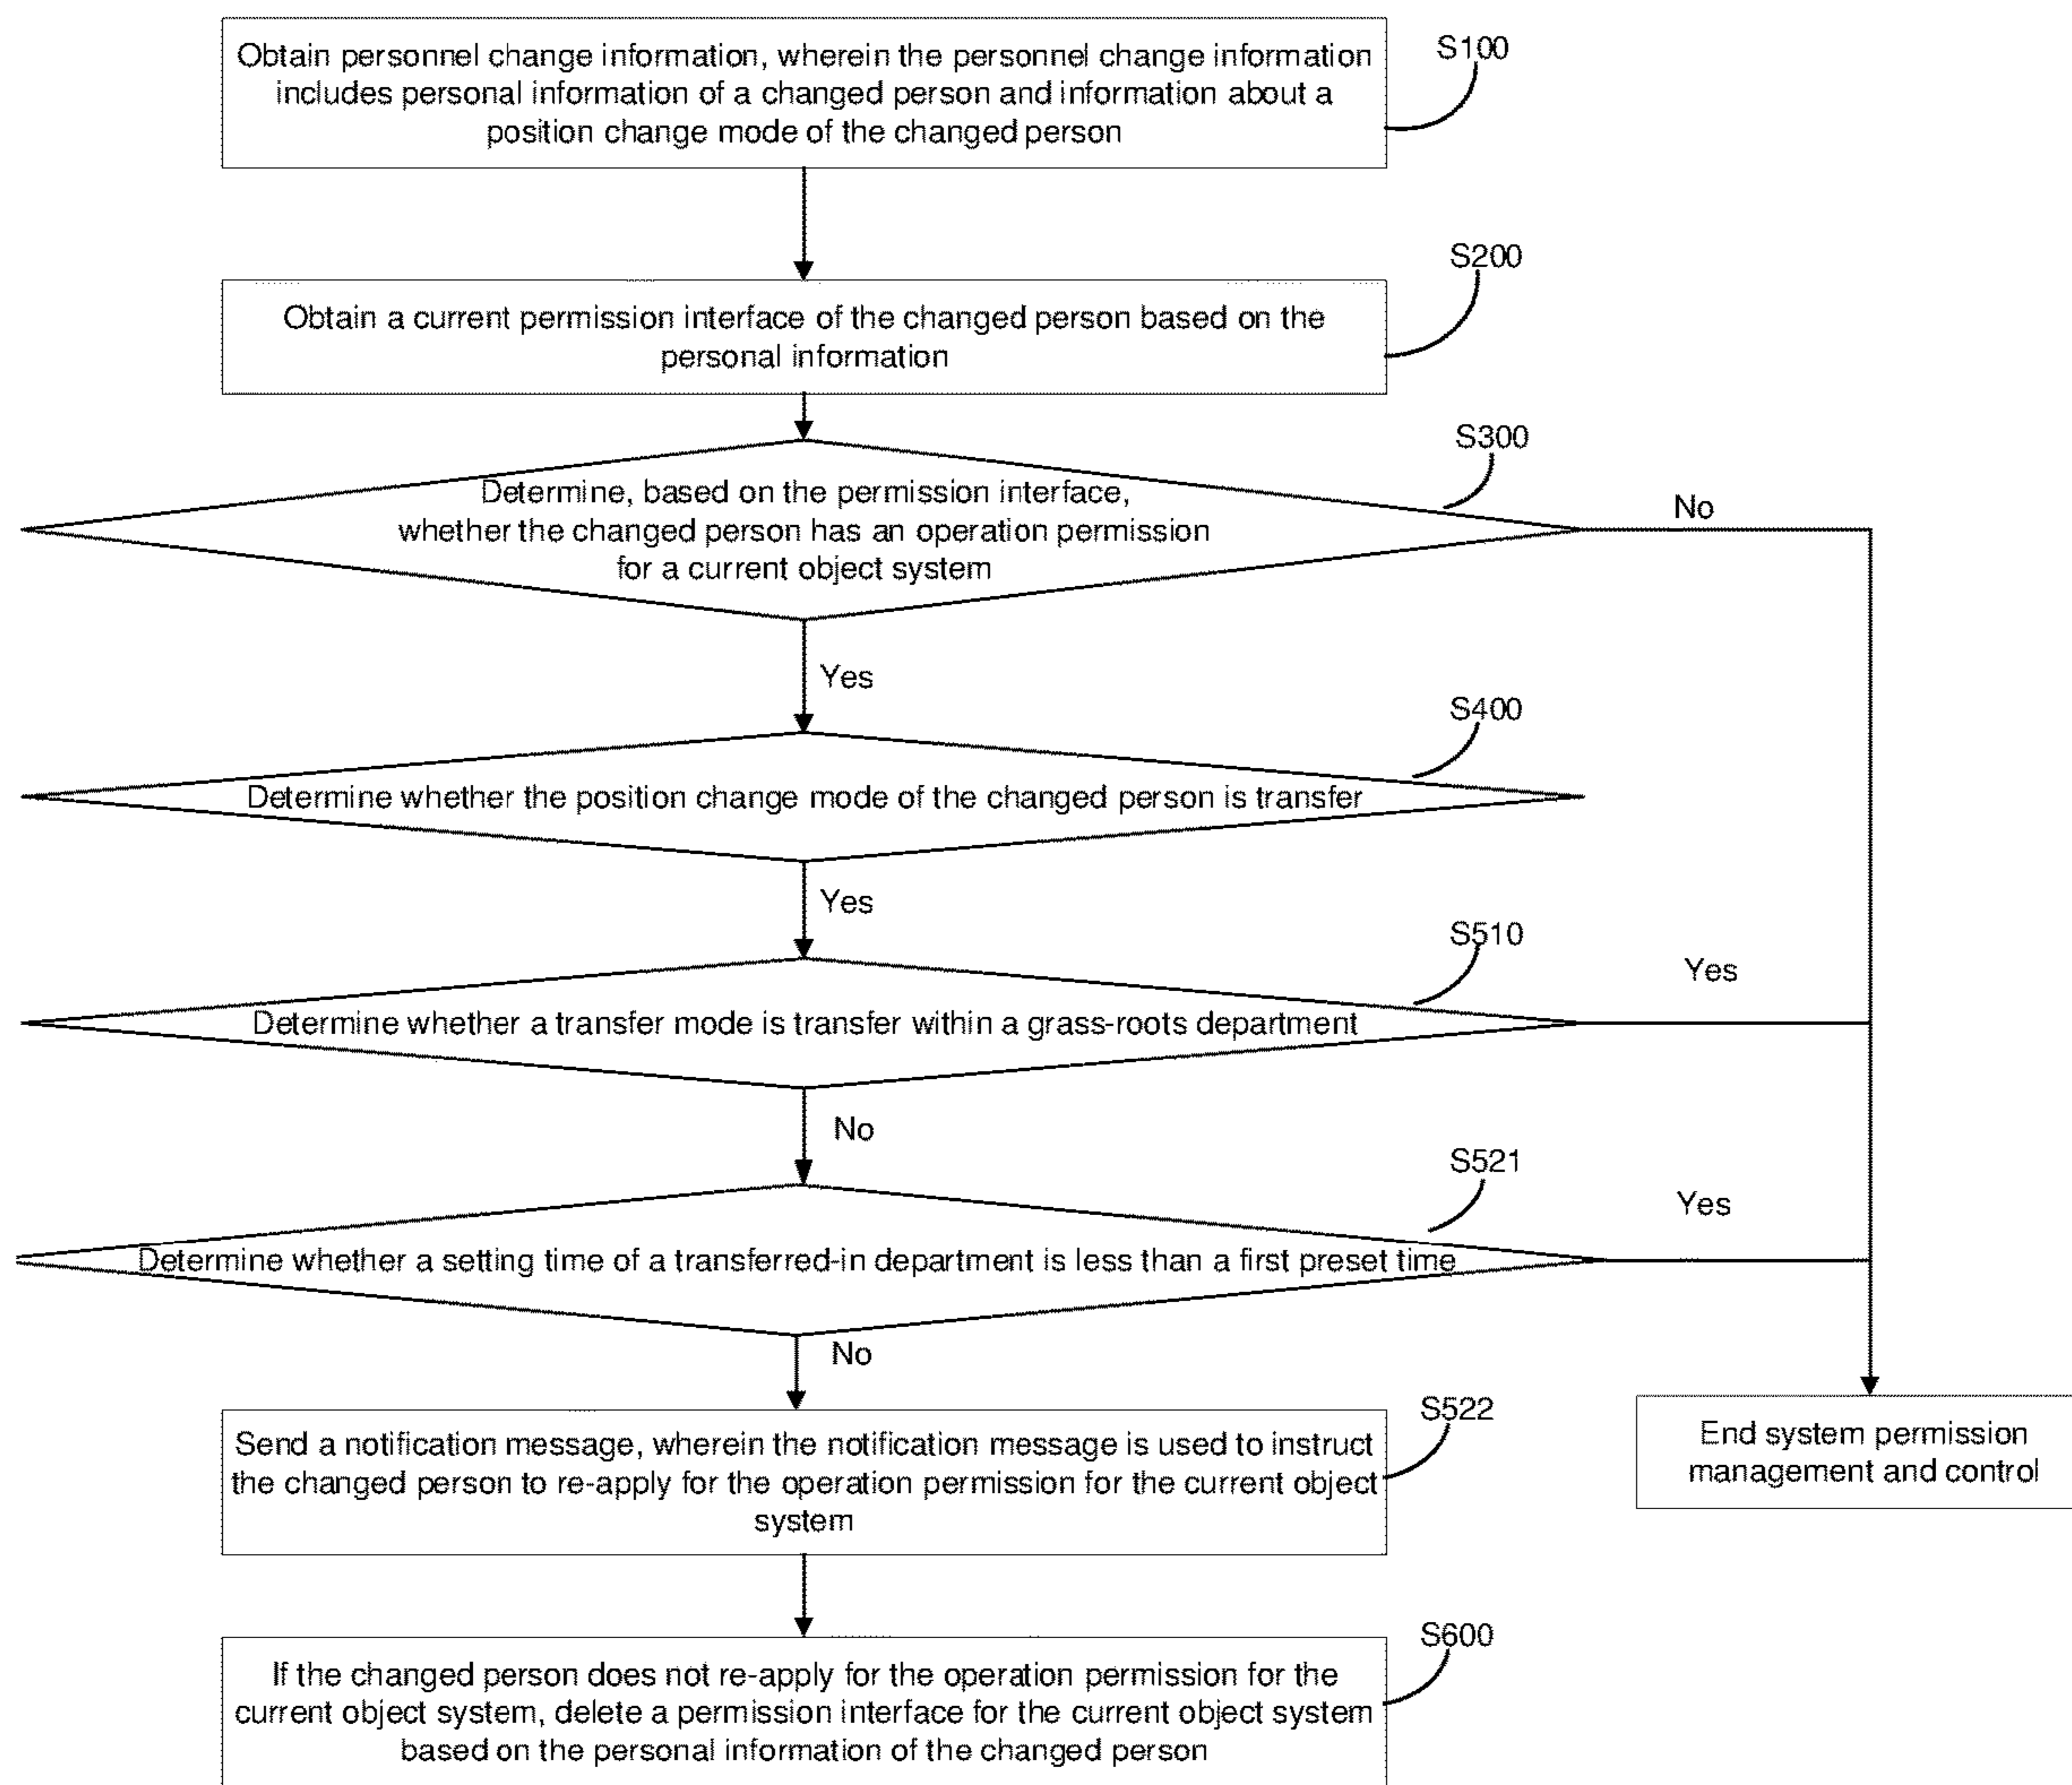 Obtain personnel change information, wherein the personnel change information
includes personal information of a changed person and information about a
position change mode of the changed person
S100
S200
Obtain a current permission interface of the changed person based on the
personal information
S300
Determine, based on the permission interface,
whether the changed person has an operation permission
for a current object system
No
Yes
S400
Determine whether the position change mode of the changed person is transfer
Yes
S510
Yes
Determine whether a transfer mode is transfer within a grass-roots department
No
S521
Yes
Determine whether a setting time of a transferred-in department is less than a first preset time
No
S522
Send a notification message, wherein the notification message is used to instruct
the changed person to re-apply for the operation permission for the current object
system
End system permission
management and control
S600
If the changed person does not re-apply for the operation permission for the
current object system, delete a permission interface for the current object system
based on the personal information of the changed person